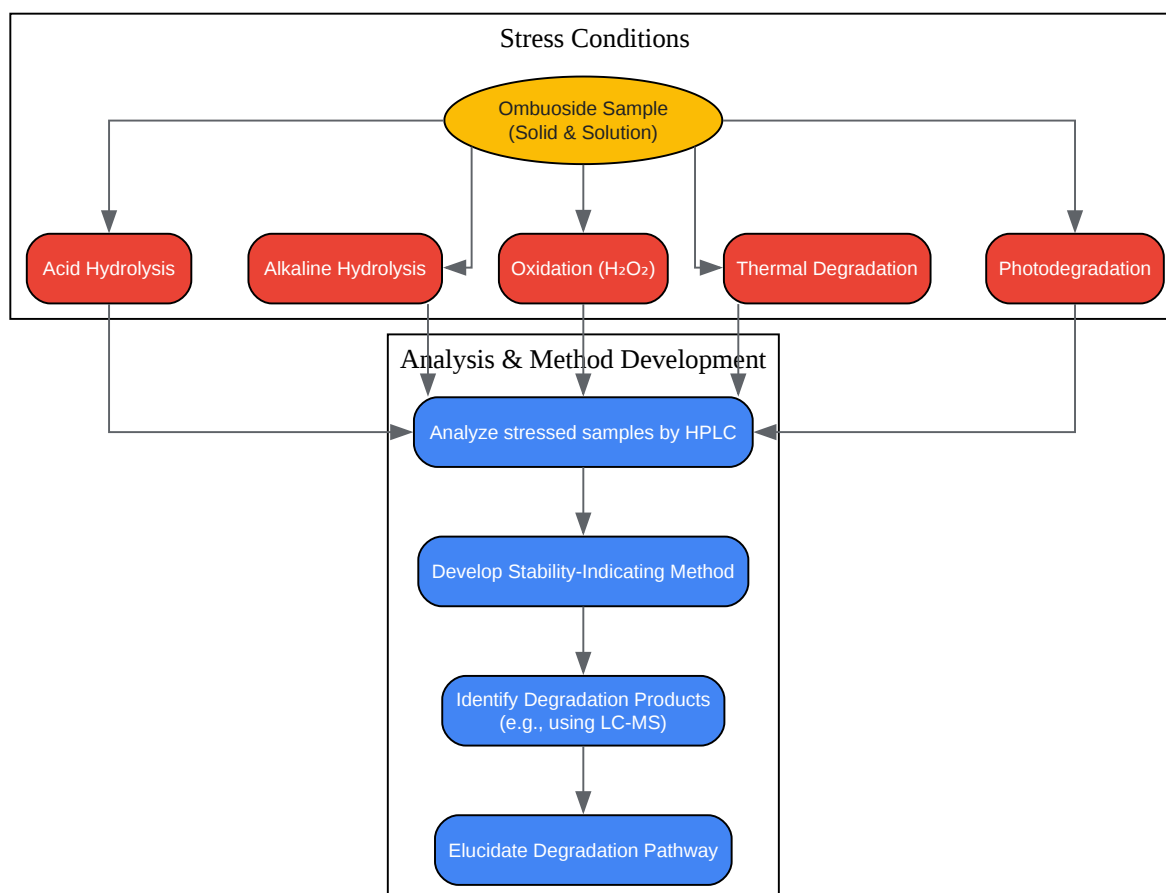 Stress Conditions
Ombuoside Sample
(Solid & Solution)
Acid Hydrolysis
Alkaline Hydrolysis
Oxidation (H₂O₂)
Thermal Degradation
Photodegradation
Analysis & Method Development
Analyze stressed samples by HPLC
Develop Stability-Indicating Method
Identify Degradation Products
(e.g., using LC-MS)
Elucidate Degradation Pathway